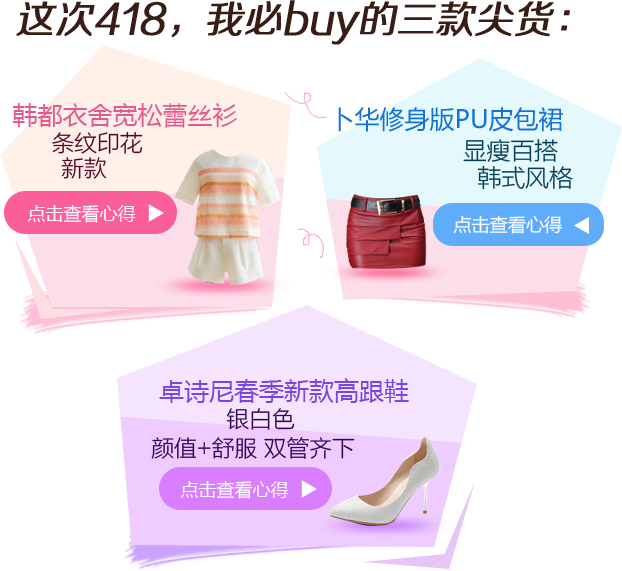 这次418，我必buy的三款尖货：
韩都衣舍宽松蕾丝衫
条纹印花
新款
点击查看心得
卜华修身版PU皮包裙
显瘦百搭
韩式风格
点击查看心得
卓诗尼春季新款高跟鞋
银白色
颜值+舒服 双管齐下
点击查看心得